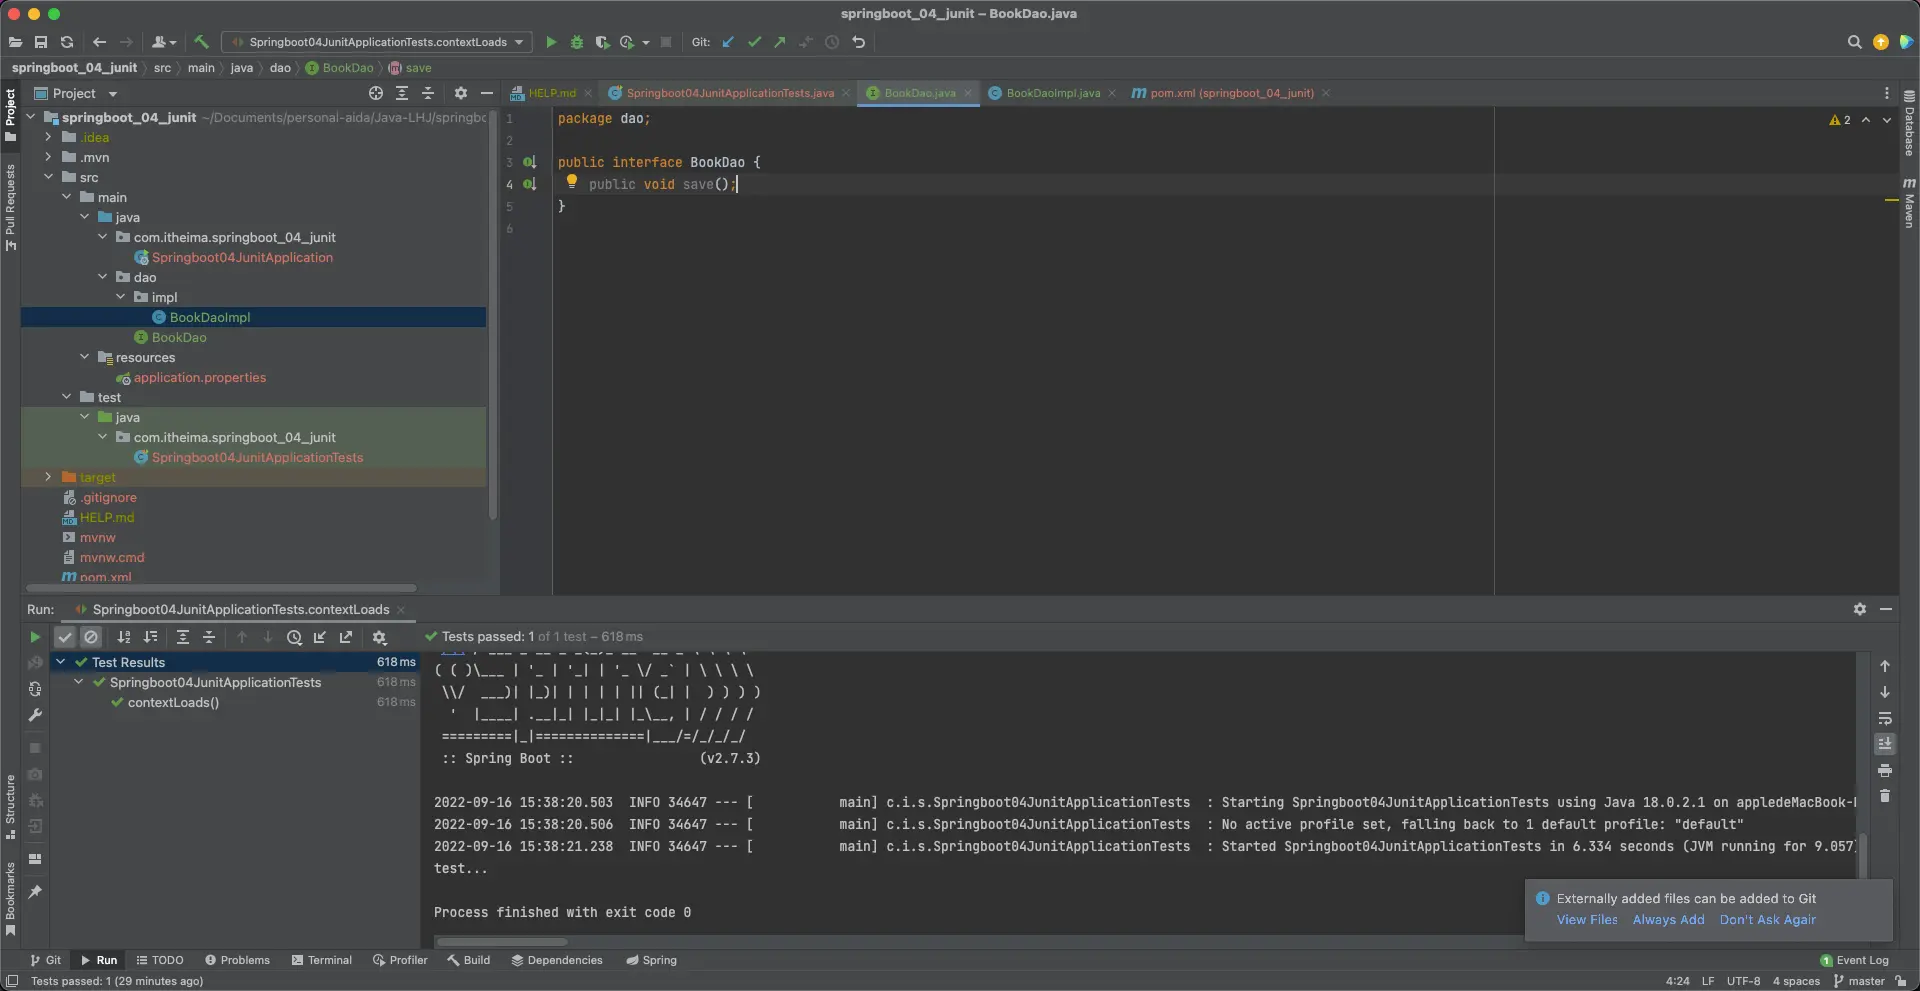 springboot_04_junit – BookDao.java
Springboot04JunitApplicationTests.contextLoads
Git:
springboot_04_junit
src
main
java
dao
BookDao
save
Project
HELP.md
Springboot04JunitApplicationTests.java
BookDao.java
BookDaoImpl.java
pom.xml (springboot_04_junit)
Project
Pull Requests
springboot_04_junit ~/Documents/personal-aida/Java-LHJ/springbo
.idea
.mvn
src
main
java
com.itheima.springboot_04_junit
Springboot04JunitApplication
dao
impl
BookDaoImpl
BookDao
resources
application.properties
test
java
com.itheima.springboot_04_junit
Springboot04JunitApplicationTests
target
.gitignore
HELP.md
mvnw
mvnw.cmd
pom.xml
1 package dao;
2
3 public interface BookDao {
4 public void save();
5 }
6
2
Database
Maven
Run: Springboot04JunitApplicationTests.contextLoads
Tests passed: 1 of 1 test – 618 ms
Test Results 618 ms
Springboot04JunitApplicationTests 618 ms
contextLoads() 618 ms
( ( )\___ | '_ | '_| | '_ \/ _` | \ \ \ \
\\/  ___)| |_)| | | | | || (_| |  ) ) ) )
'  |____| .__|_| |_|_| |_\__, | / / / /
=========|_|==============|___/=/_/_/_/
:: Spring Boot :: (v2.7.3)
2022-09-16 15:38:20.503 INFO 34647 --- [ main] c.i.s.Springboot04JunitApplicationTests : Starting Springboot04JunitApplicationTests using Java 18.0.2.1 on appledeMacBook-
2022-09-16 15:38:20.506 INFO 34647 --- [ main] c.i.s.Springboot04JunitApplicationTests : No active profile set, falling back to 1 default profile: "default"
2022-09-16 15:38:21.238 INFO 34647 --- [ main] c.i.s.Springboot04JunitApplicationTests : Started Springboot04JunitApplicationTests in 6.334 seconds (JVM running for 9.057)
test...
Process finished with exit code 0
Structure
Bookmarks
Externally added files can be added to Git
View Files
Always Add
Don't Ask Again
Git
Run
TODO
Problems
Terminal
Profiler
Build
Dependencies
Spring
1 Event Log
Tests passed: 1 (29 minutes ago)
4:24
LF
UTF-8
4 spaces
master